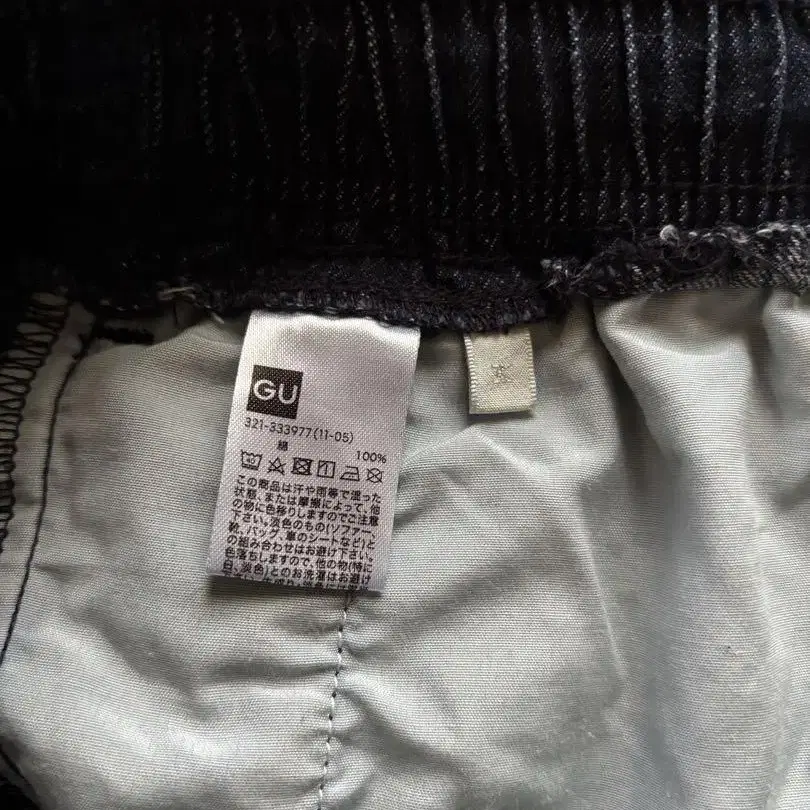 GU
321-333977(11-05)
綿
100%
40
この商品は汗や雨等で湿った
状態、または摩擦によって、他
の物に色移りしますのでご注意
下さい。淡色のもの(ソファー、
靴、バッグ、車のシートなど)と
の組み合わせはお避け下さい。
色落ちしますので、他の物(特に
白、淡色)とのお洗濯はお避け